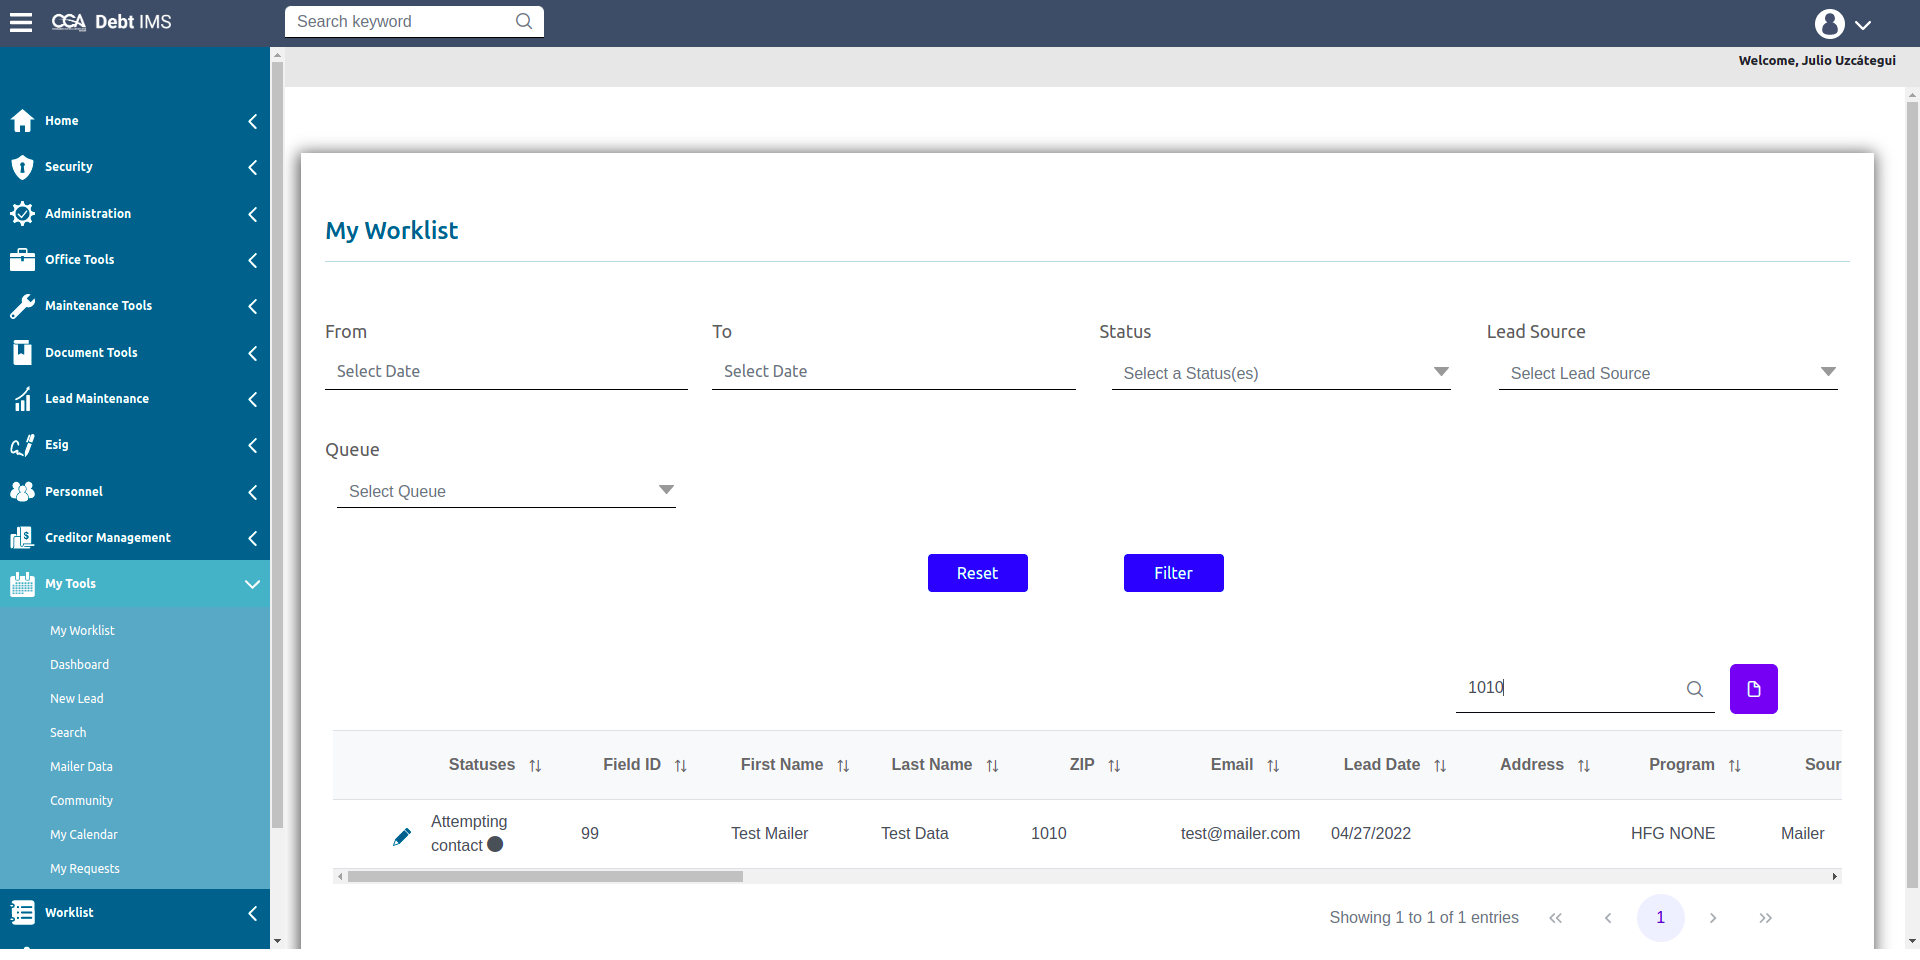 CGA Debt IMS
Search keyword
Welcome, Julio Uzcátegui
Home
Security
Administration
Office Tools
Maintenance Tools
Document Tools
Lead Maintenance
Esig
Personnel
Creditor Management
My Tools
My Worklist
Dashboard
New Lead
Search
Mailer Data
Community
My Calendar
My Requests
Worklist
My Worklist
From To Status Lead Source
Select Date Select Date Select a Status(es) Select Lead Source
Queue
Select Queue
Reset Filter
1010
Statuses Field ID First Name Last Name ZIP Email Lead Date Address Program Sour
Attempting contact 99 Test Mailer Test Data 1010 test@mailer.com 04/27/2022 HFG NONE Mailer
Showing 1 to 1 of 1 entries 1